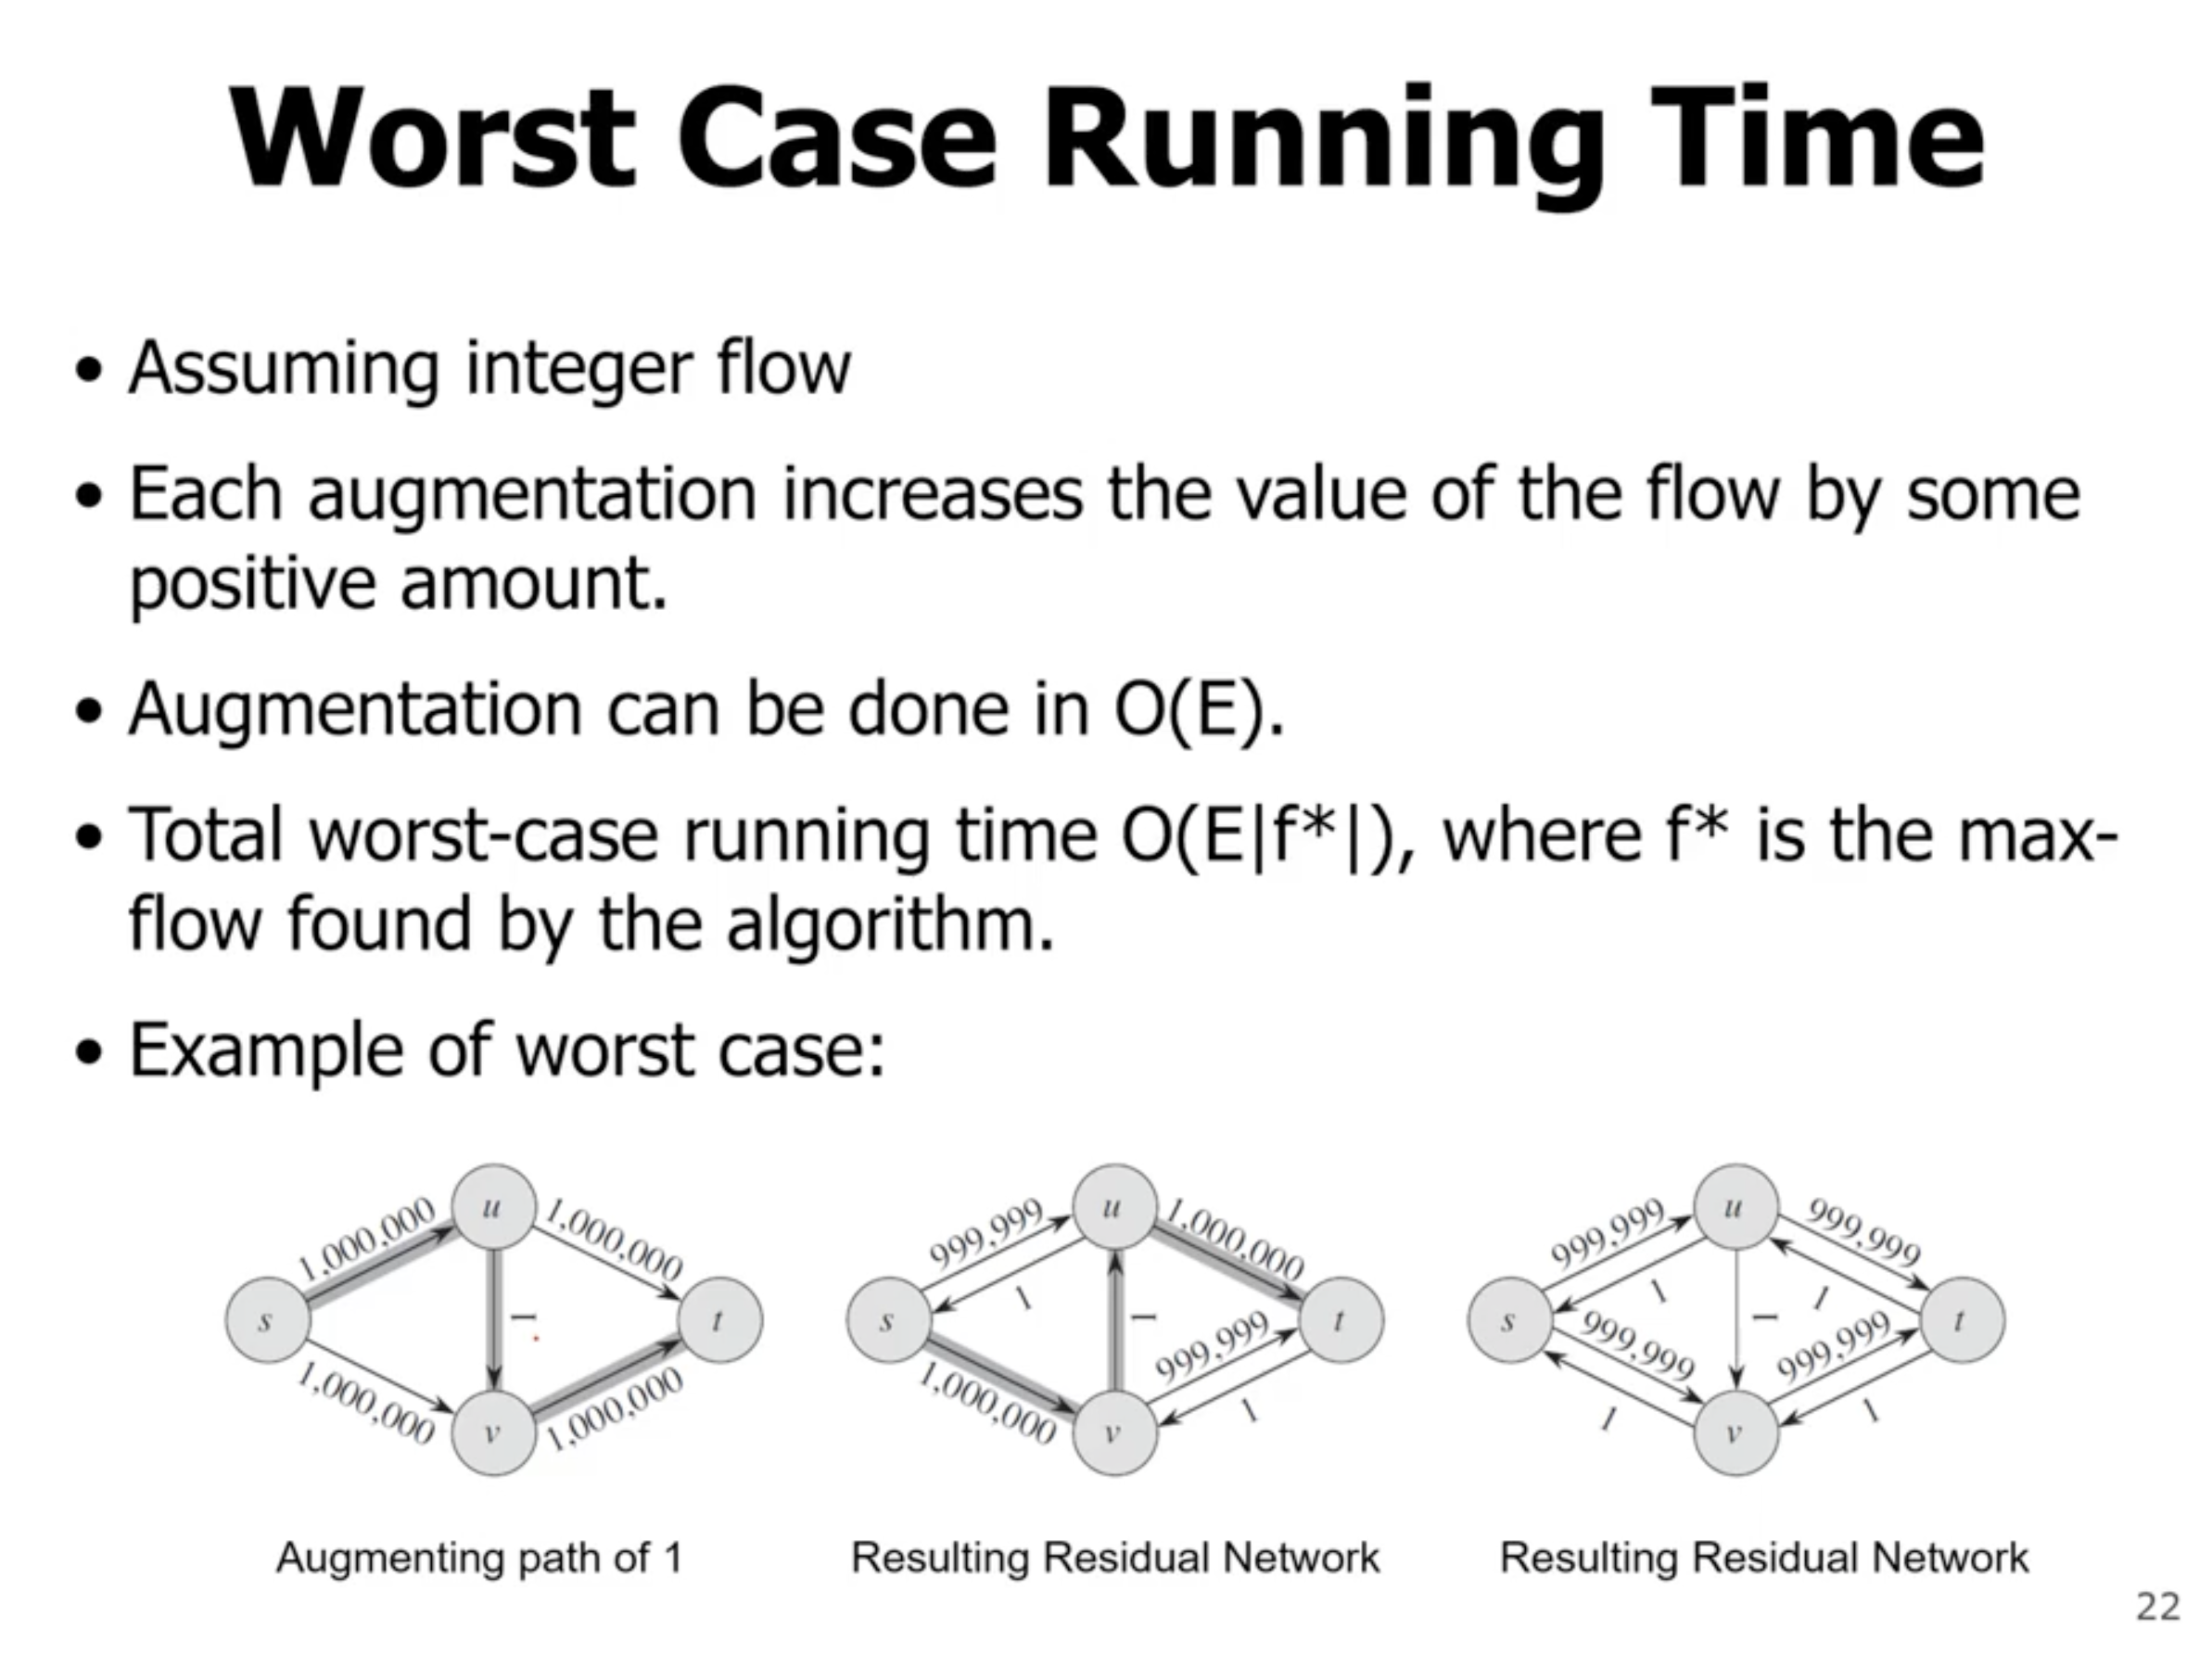 Worst Case Running Time
• Assuming integer flow
• Each augmentation increases the value of the flow by some
positive amount.
• Augmentation can be done in O(E).
• Total worst-case running time O(E|f*|), where f* is the max-
flow found by the algorithm.
• Example of worst case:
1,000,000 u 1,000,000
s 1 t
1,000,000 v 1,000,000
Augmenting path of 1
999,999 u 1,000,000
1
s 1 t
999,999
1,000,000 v 1
Resulting Residual Network
999,999 u 999,999
1 1
s 1 t
999,999 999,999
1 v 1
Resulting Residual Network
22